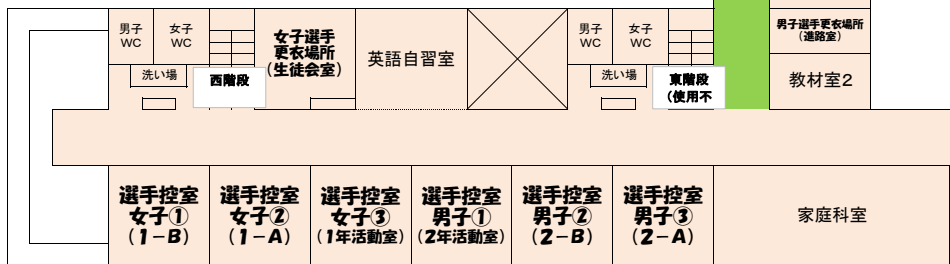 男子
WC
女子
WC
洗い場
西階段
女子選手
更衣場所
(生徒会室)
英語自習室
男子
WC
女子
WC
洗い場
東階段
(使用不
男子選手更衣場所
(進路室)
教材室2
選手控室
女子①
(1-B)
選手控室
女子②
(1-A)
選手控室
女子③
(1年活動室)
選手控室
男子①
(2年活動室)
選手控室
男子②
(2-B)
選手控室
男子③
(2-A)
家庭科室